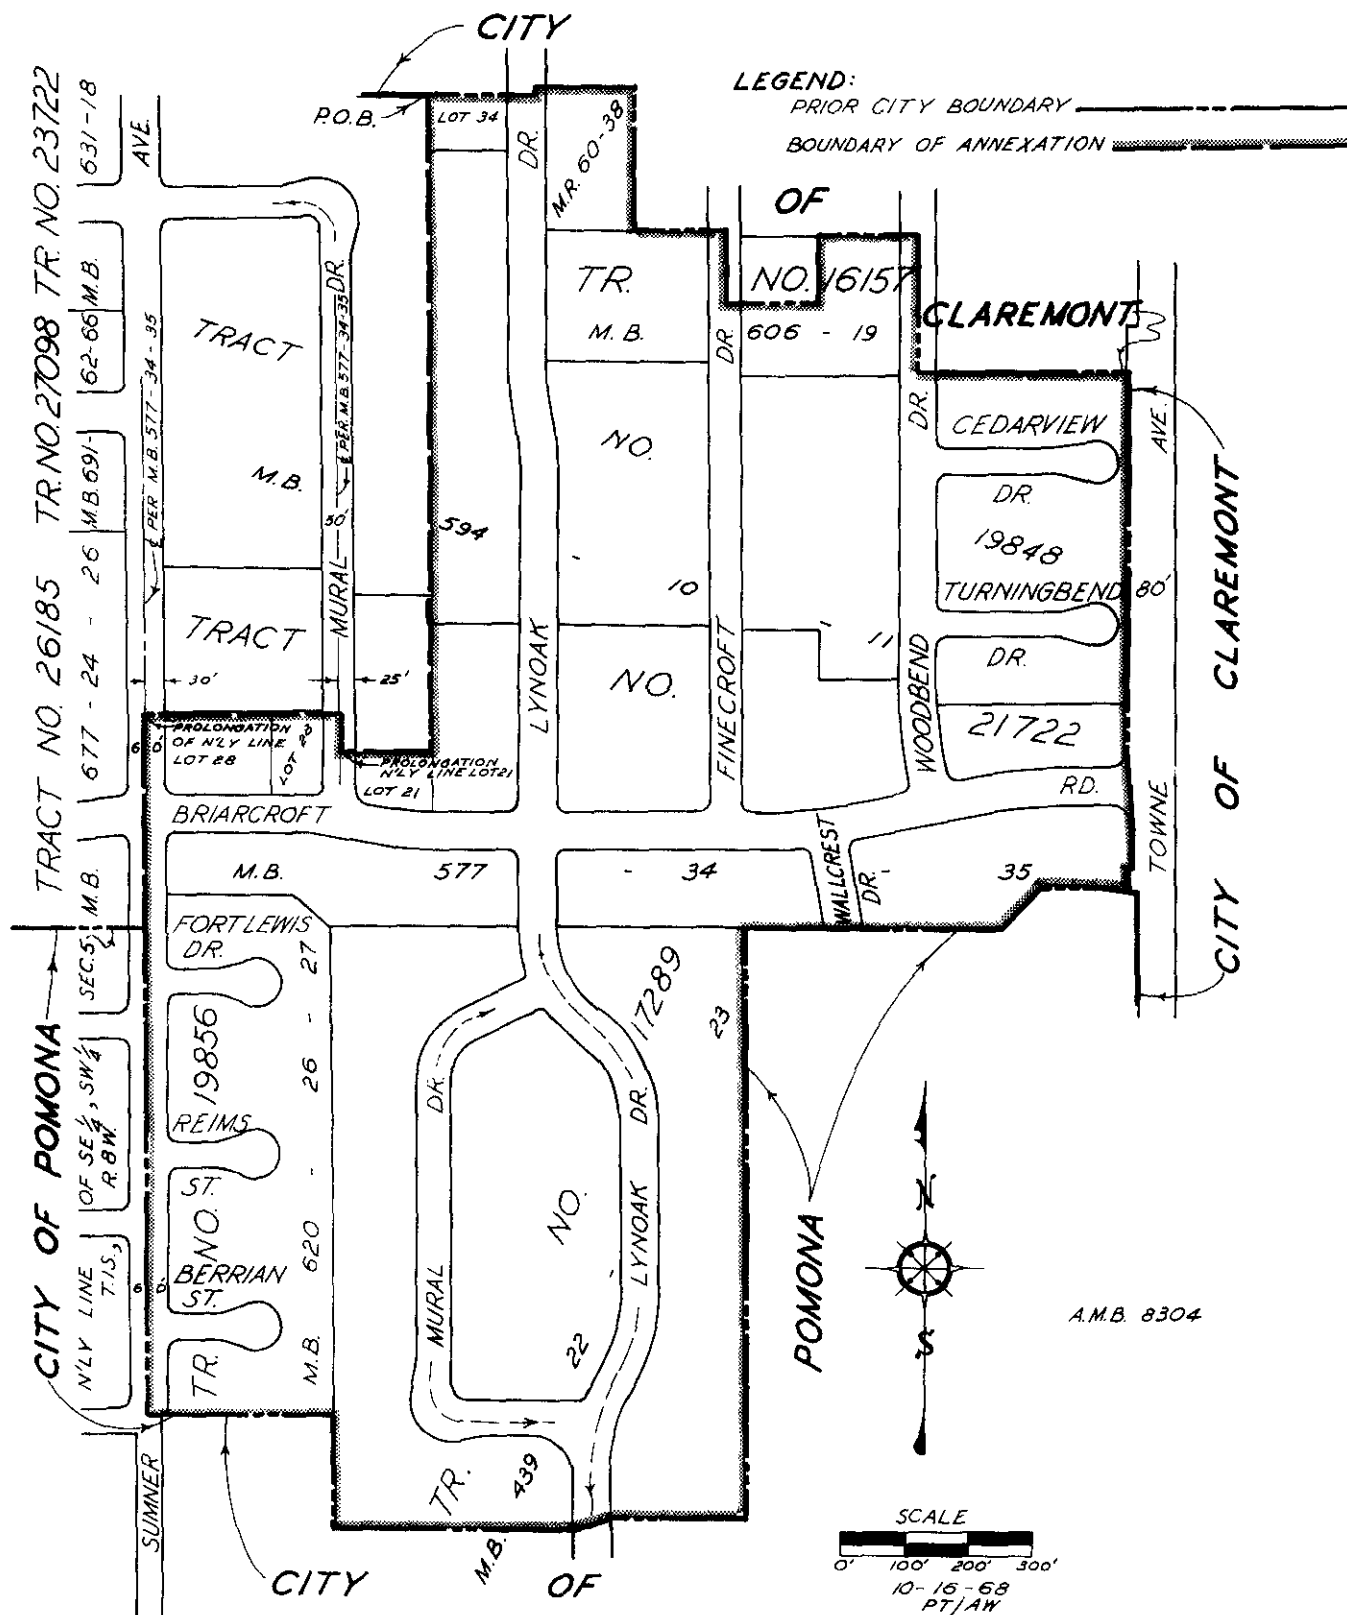 CITY
LEGEND:
PRIOR CITY BOUNDARY
BOUNDARY OF ANNEXATION
P.O.B.
LOT 34
DR.
M.R. 60-38
OF
AVE.
TR. NO. 16157
M.B. 606 - 19
DR.
CLAREMONT
TRACT NO. 26185 TR. NO. 27098 TR. NO. 23722
677 - 24 - 26 M.B. 691- 62-66 M.B. 631-18
M.B.
℄ PER M.B. 577-34-35
TRACT
M.B.
TRACT
℄ PER M.B. 577-34-35
MURAL DR.
50'
594
NO.
- 10
NO.
- 11
LYNOAK
FINECROFT
WOODBEND
DR.
CEDARVIEW
DR.
19848
TURNINGBEND
DR.
21722
AVE.
80'
TOWNE
CITY OF CLAREMONT
30'
25'
60'
PROLONGATION
OF N'LY LINE
LOT 28
LOT 28
PROLONGATION
N'LY LINE LOT 21
LOT 21
BRIARCROFT
RD.
M.B. 577 - 34 - 35
WALLCREST
DR.
FORT LEWIS
DR.
19856
REIMS
ST.
NO.
BERRIAN
ST.
TR.
M.B. 620 - 26 - 27
60'
SEC. 5,
OF SE ¼, SW ¼
R.8W.
N'LY LINE
T.1S.,
CITY OF POMONA
17289
23
MURAL DR.
LYNOAK DR.
NO.
22
TR.
439
M.B.
SUMNER
CITY
OF
POMONA
N
S
A.M.B. 8304
SCALE
0' 100' 200' 300'
10-16-68
PT/AW